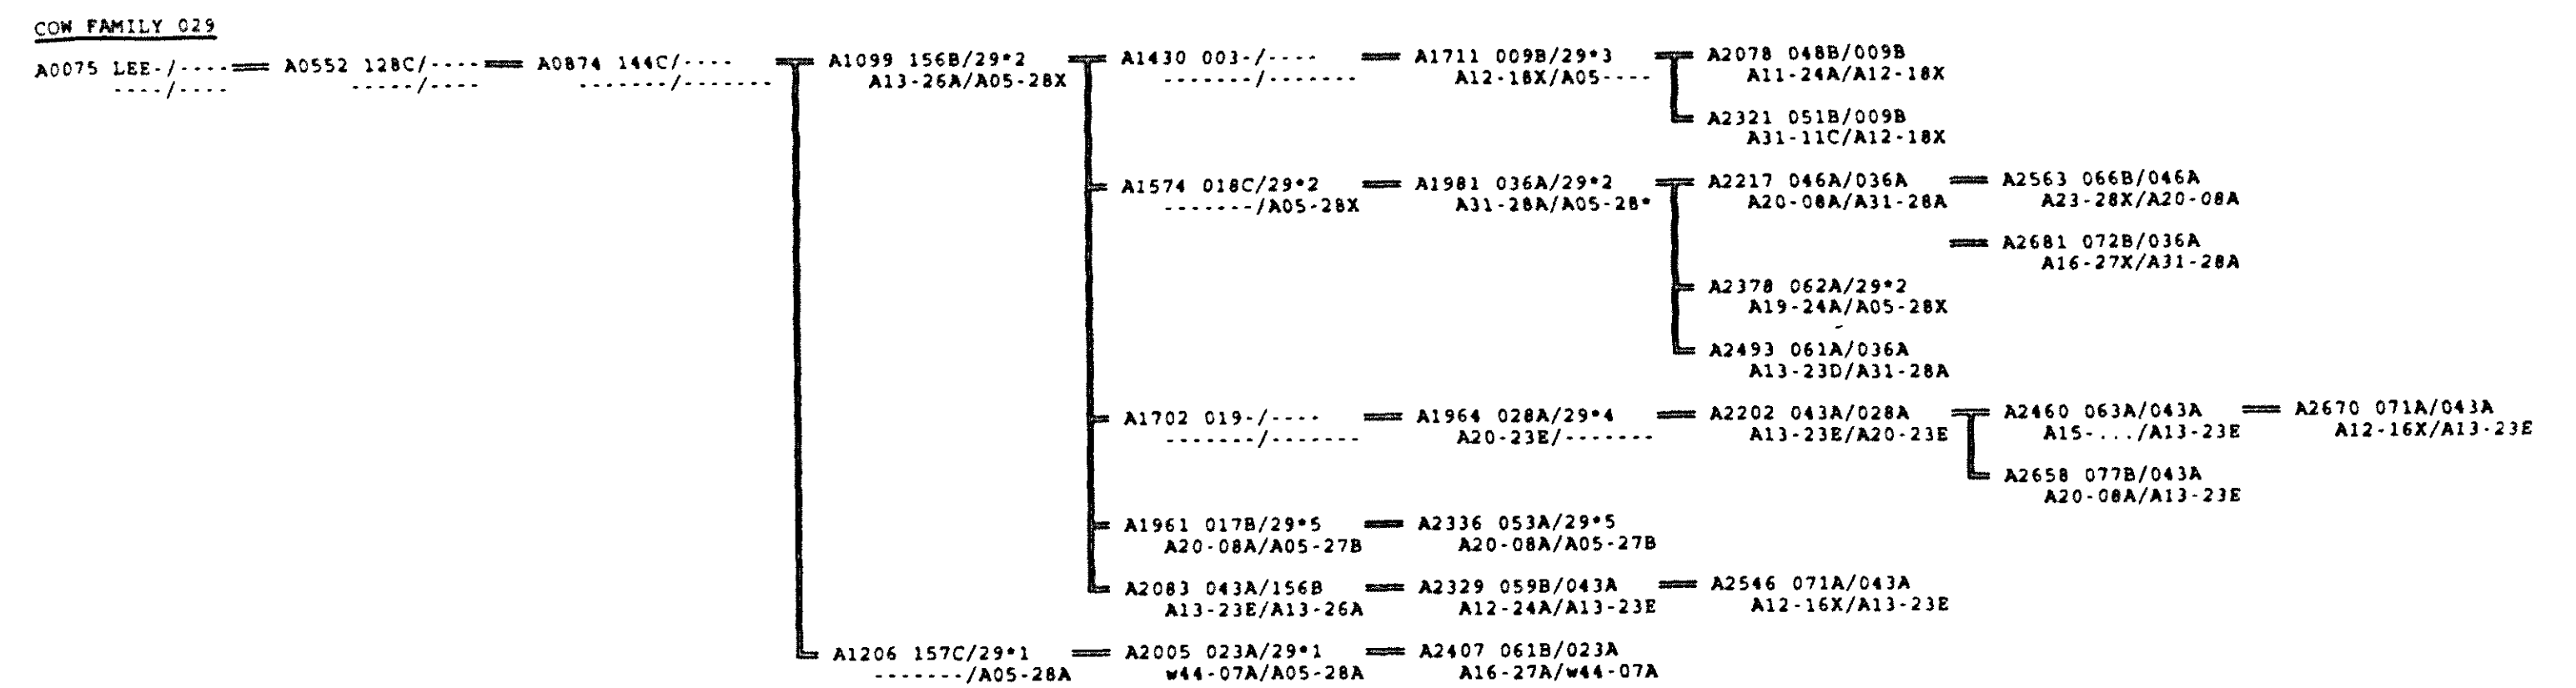 COW FAMILY 029
A0075 LEE-/---- A0552 128C/---- A0874 144C/---- A1099 156B/29*2 A1430 003-/---- A1711 009B/29*3 A2078 048B/009B
----/---- -----/---- -------/------- A13-26A/A05-28X -------/------- A12-18X/A05---- A11-24A/A12-18X
A2321 051B/009B
A31-11C/A12-18X
A1574 018C/29*2 A1981 036A/29*2 A2217 046A/036A A2563 066B/046A
-------/A05-28X A31-28A/A05-28* A20-08A/A31-28A A23-28X/A20-08A
A2681 072B/036A
A16-27X/A31-28A
A2378 062A/29*2
A19-24A/A05-28X
A2493 061A/036A
A13-23D/A31-28A
A1702 019-/---- A1964 028A/29*4 A2202 043A/028A A2460 063A/043A A2670 071A/043A
-------/------- A20-23E/------- A13-23E/A20-23E A15-.../A13-23E A12-16X/A13-23E
A2658 077B/043A
A20-08A/A13-23E
A1961 017B/29*5 A2336 053A/29*5
A20-08A/A05-27B A20-08A/A05-27B
A2083 043A/156B A2329 059B/043A A2546 071A/043A
A13-23E/A13-26A A12-24A/A13-23E A12-16X/A13-23E
A1206 157C/29*1 A2005 023A/29*1 A2407 061B/023A
-------/A05-28A w44-07A/A05-28A A16-27A/w44-07A